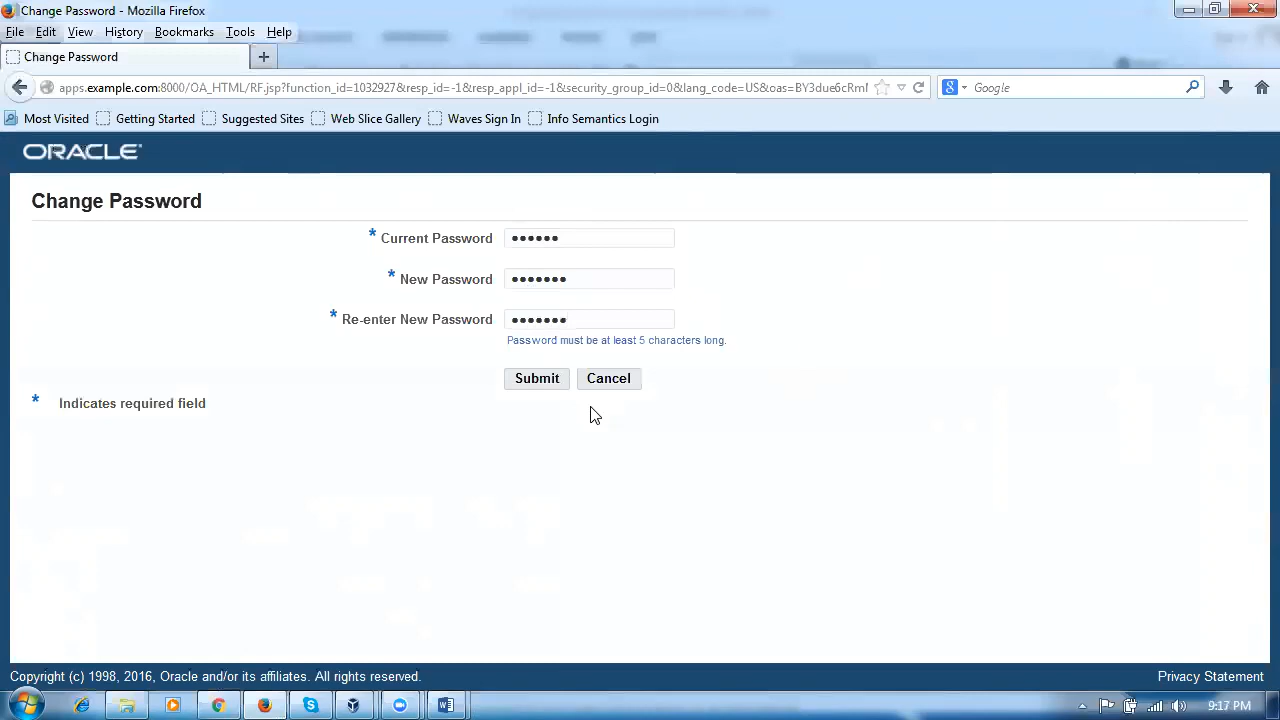 Change Password - Mozilla Firefox
File Edit View History Bookmarks Tools Help
Change Password
apps.example.com:8000/OA_HTML/RF.jsp?function_id=1032927&resp_id=-1&resp_appl_id=-1&security_group_id=0&lang_code=US&oas=BY3due6cRml
Google
Most Visited Getting Started Suggested Sites Web Slice Gallery Waves Sign In Info Semantics Login
ORACLE
Change Password
* Current Password ••••••
* New Password •••••••
* Re-enter New Password •••••••
Password must be at least 5 characters long.
Submit Cancel
* Indicates required field
Copyright (c) 1998, 2016, Oracle and/or its affiliates. All rights reserved.
Privacy Statement
9:17 PM